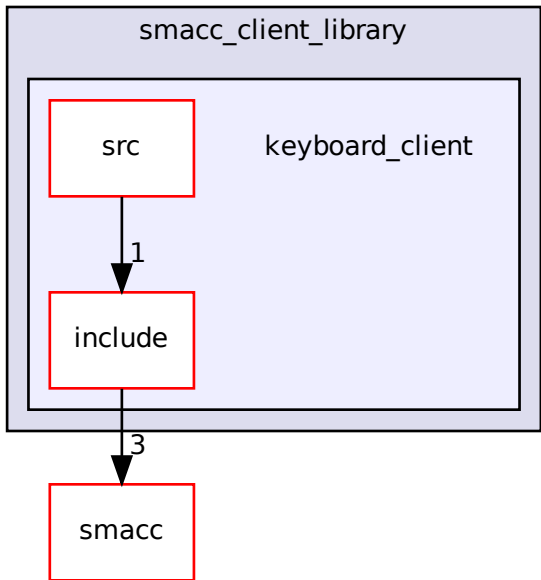 smacc_client_library
src
keyboard_client
1
include
3
smacc